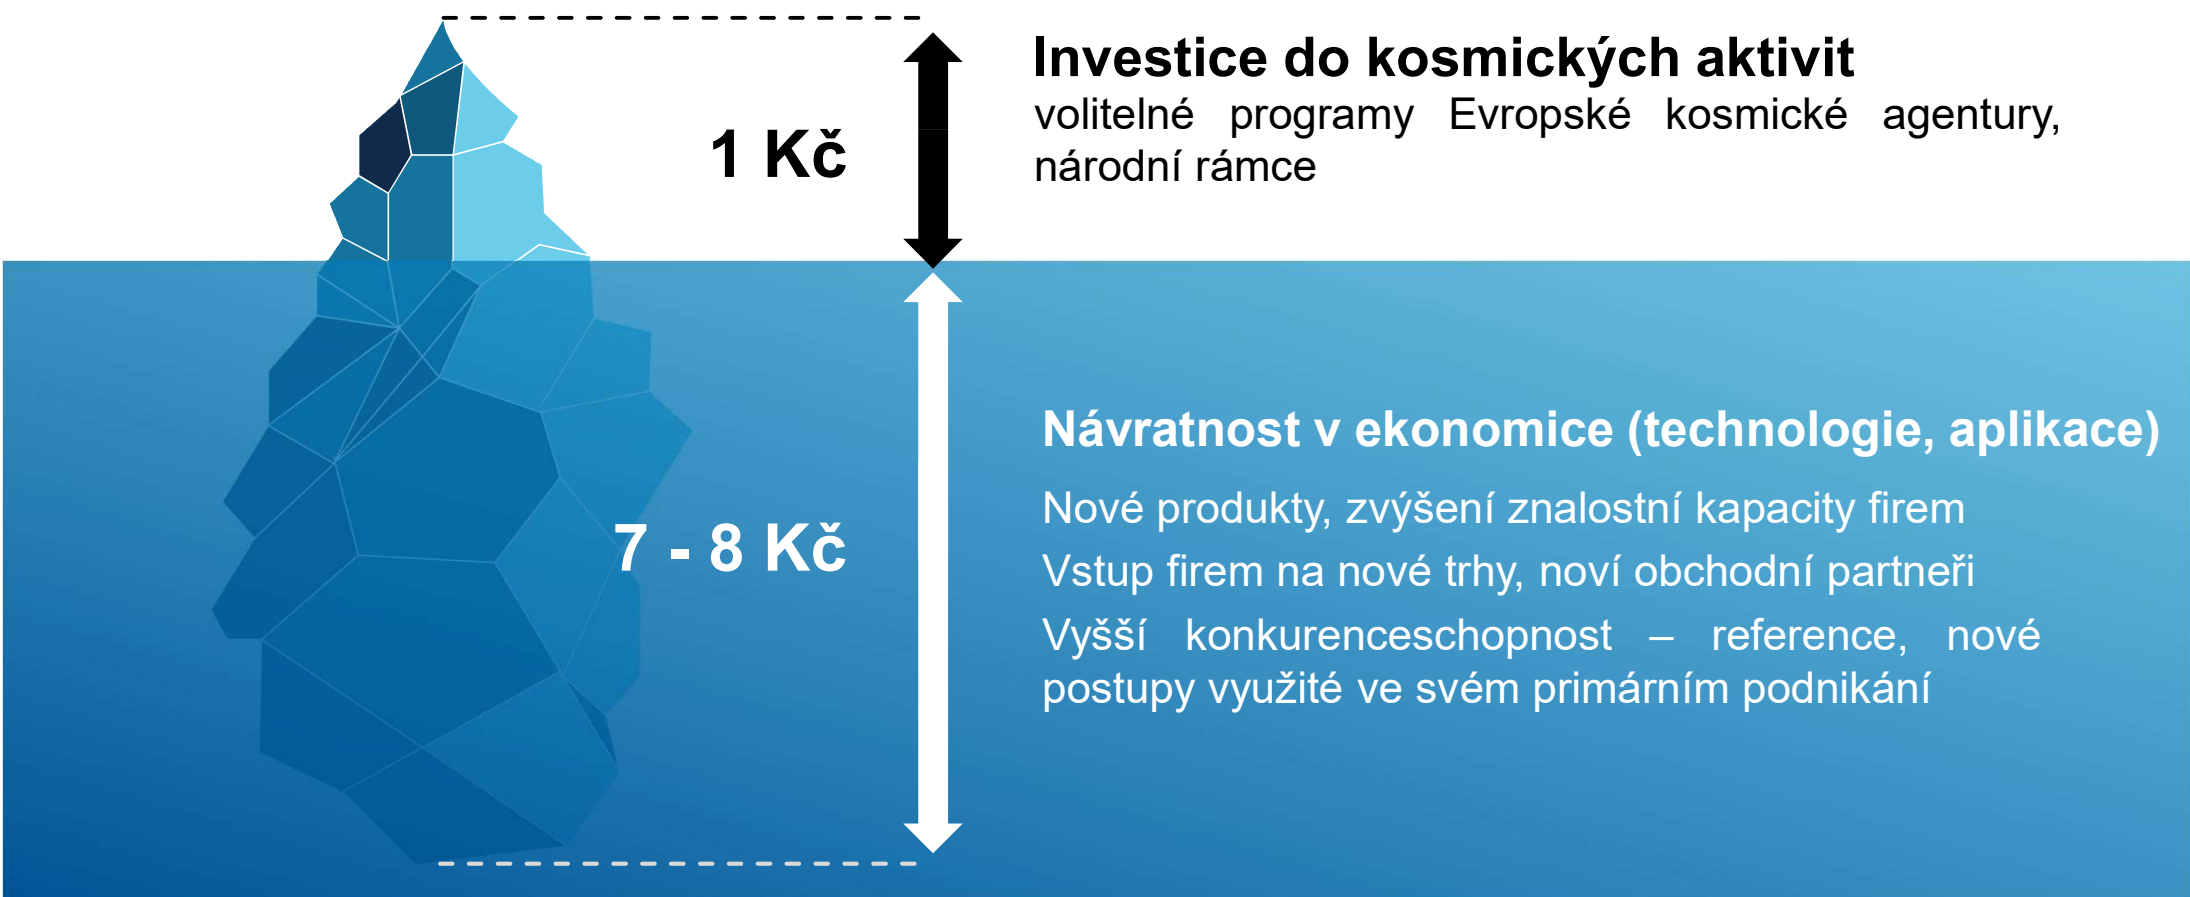 Investice do kosmických aktivit
volitelné programy Evropské kosmické agentury,
národní rámce
1 Kč
Návratnost v ekonomice (technologie, aplikace)
Nové produkty, zvýšení znalostní kapacity firem
7 - 8 Kč
Vstup firem na nové trhy, noví obchodní partneři
Vyšší konkurenceschopnost – reference, nové
postupy využité ve svém primárním podnikání